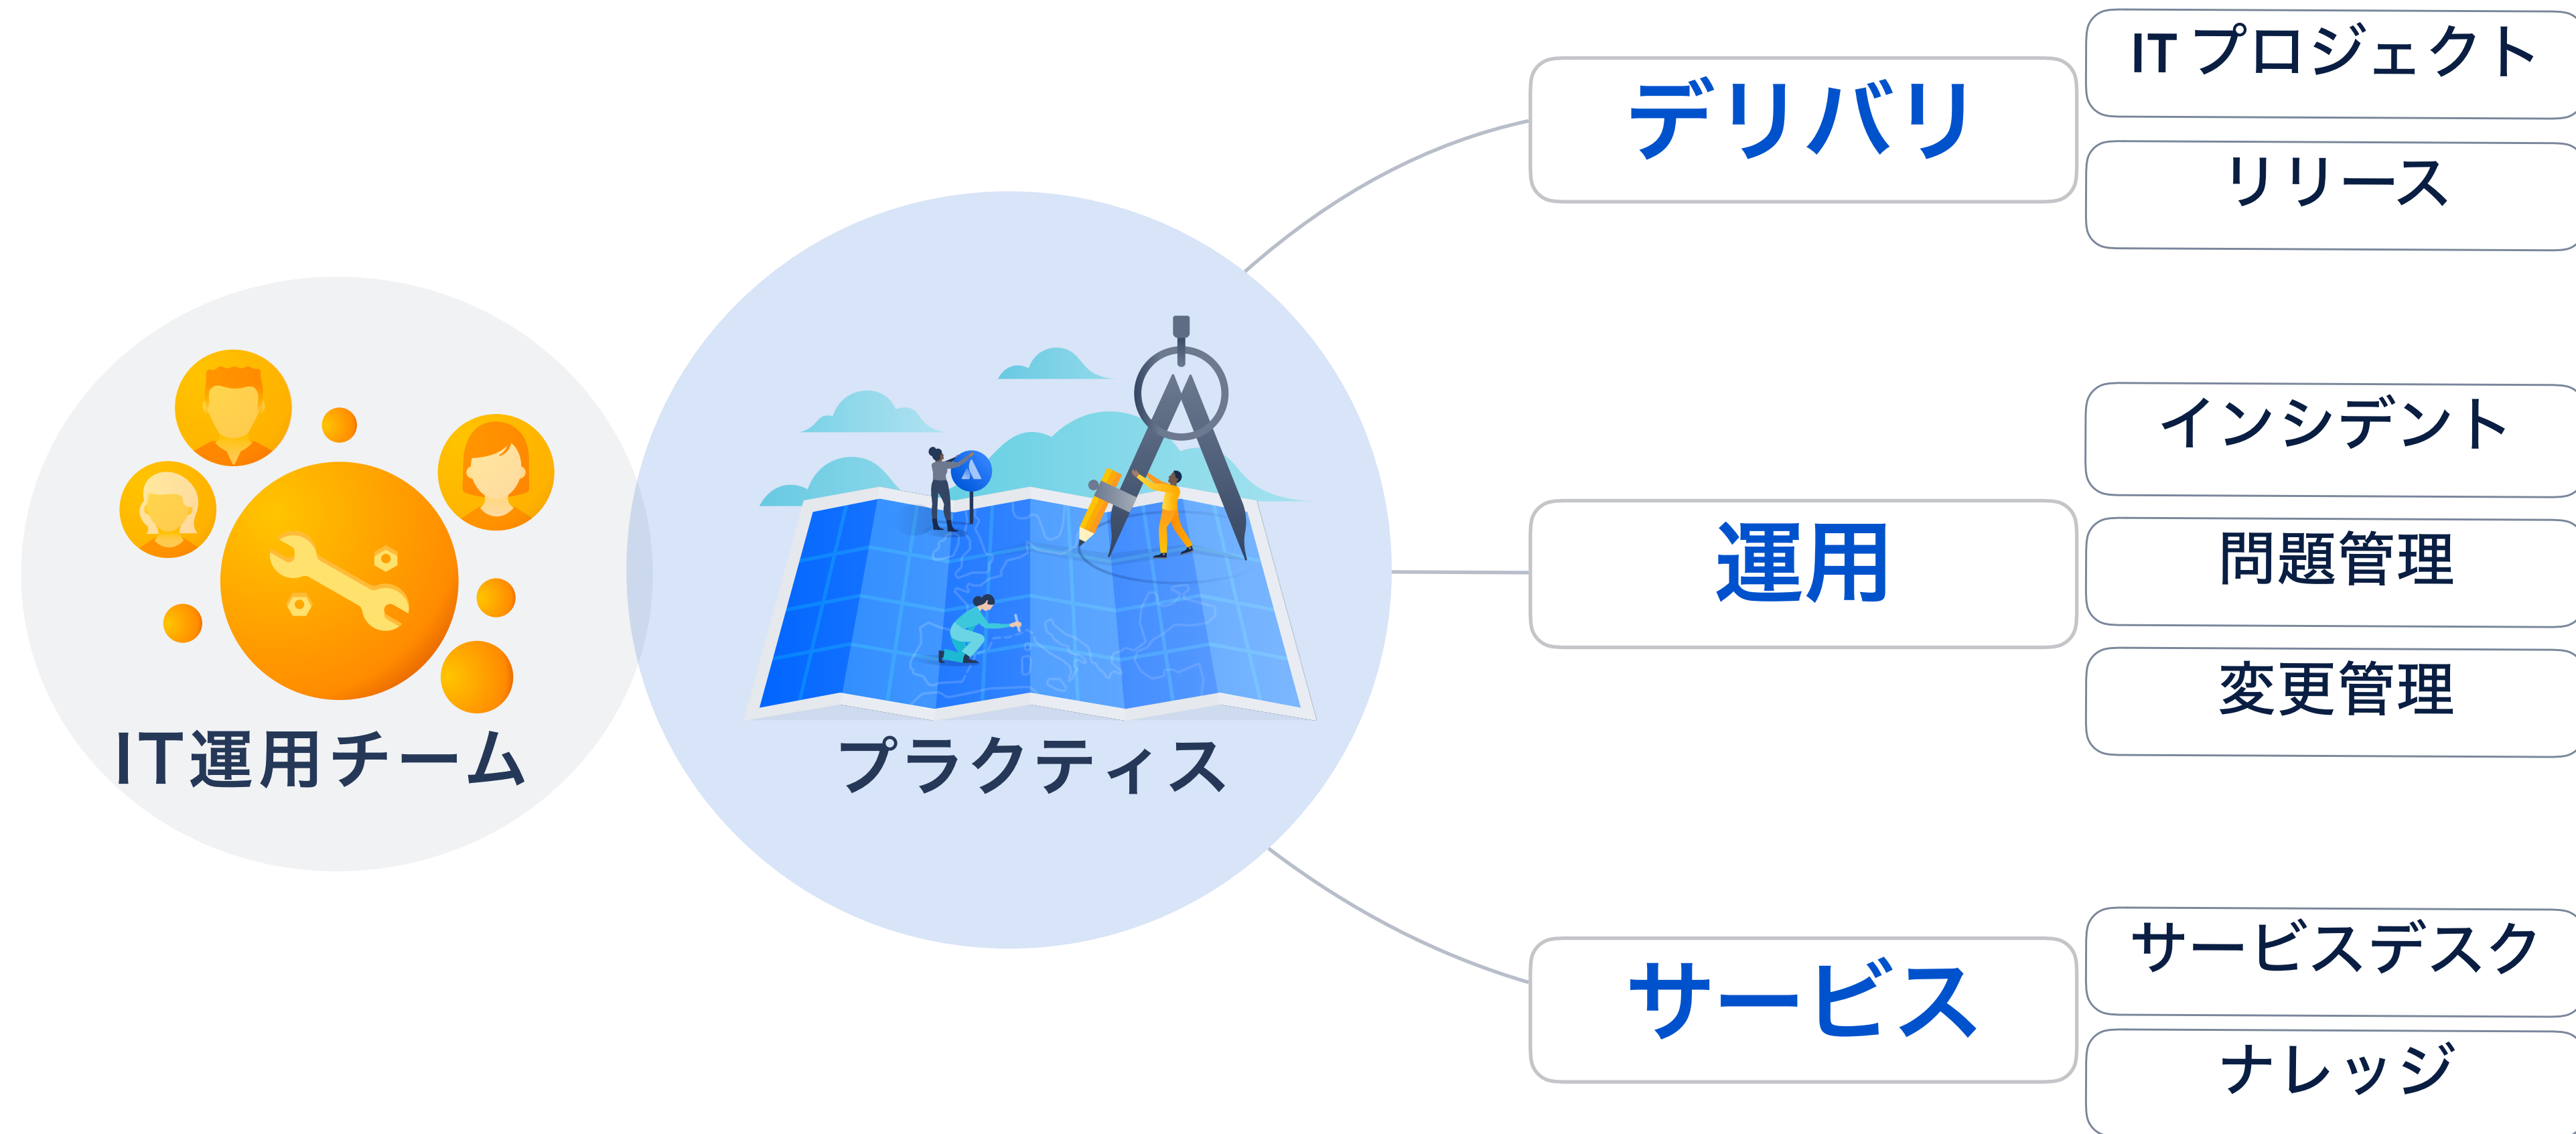 IT運用チーム
プラクティス
デリバリ
IT プロジェクト
リリース
運用
インシデント
問題管理
変更管理
サービス
サービスデスク
ナレッジ